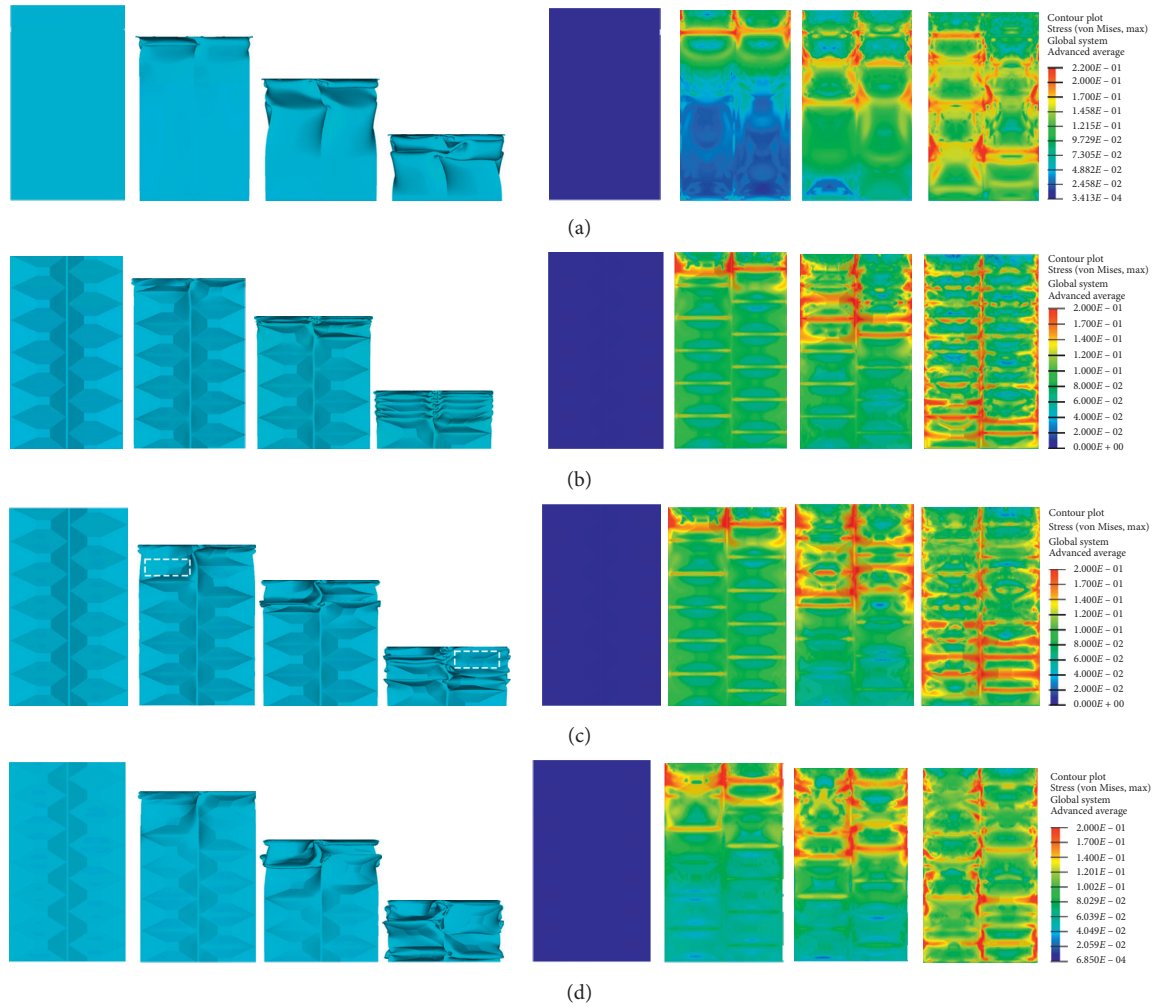 Contour plot
Stress (von Mises, max)
Global system
Advanced average
2.200E – 01
2.000E – 01
1.700E – 01
1.458E – 01
1.215E – 01
9.729E – 02
7.305E – 02
4.882E – 02
2.458E – 02
3.413E – 04
(a)
Contour plot
Stress (von Mises, max)
Global system
Advanced average
2.000E – 01
1.700E – 01
1.400E – 01
1.200E – 01
1.000E – 01
8.000E – 02
6.000E – 02
4.000E – 02
2.000E – 02
0.000E + 00
(b)
Contour plot
Stress (von Mises, max)
Global system
Advanced average
2.000E – 01
1.700E – 01
1.400E – 01
1.200E – 01
1.000E – 01
8.000E – 02
6.000E – 02
4.000E – 02
2.000E – 02
0.000E + 00
(c)
Contour plot
Stress (von Mises, max)
Global system
Advanced average
2.000E – 01
1.700E – 01
1.400E – 01
1.201E – 01
1.002E – 01
8.029E – 02
6.039E – 02
4.049E – 02
2.059E – 02
6.850E – 04
(d)